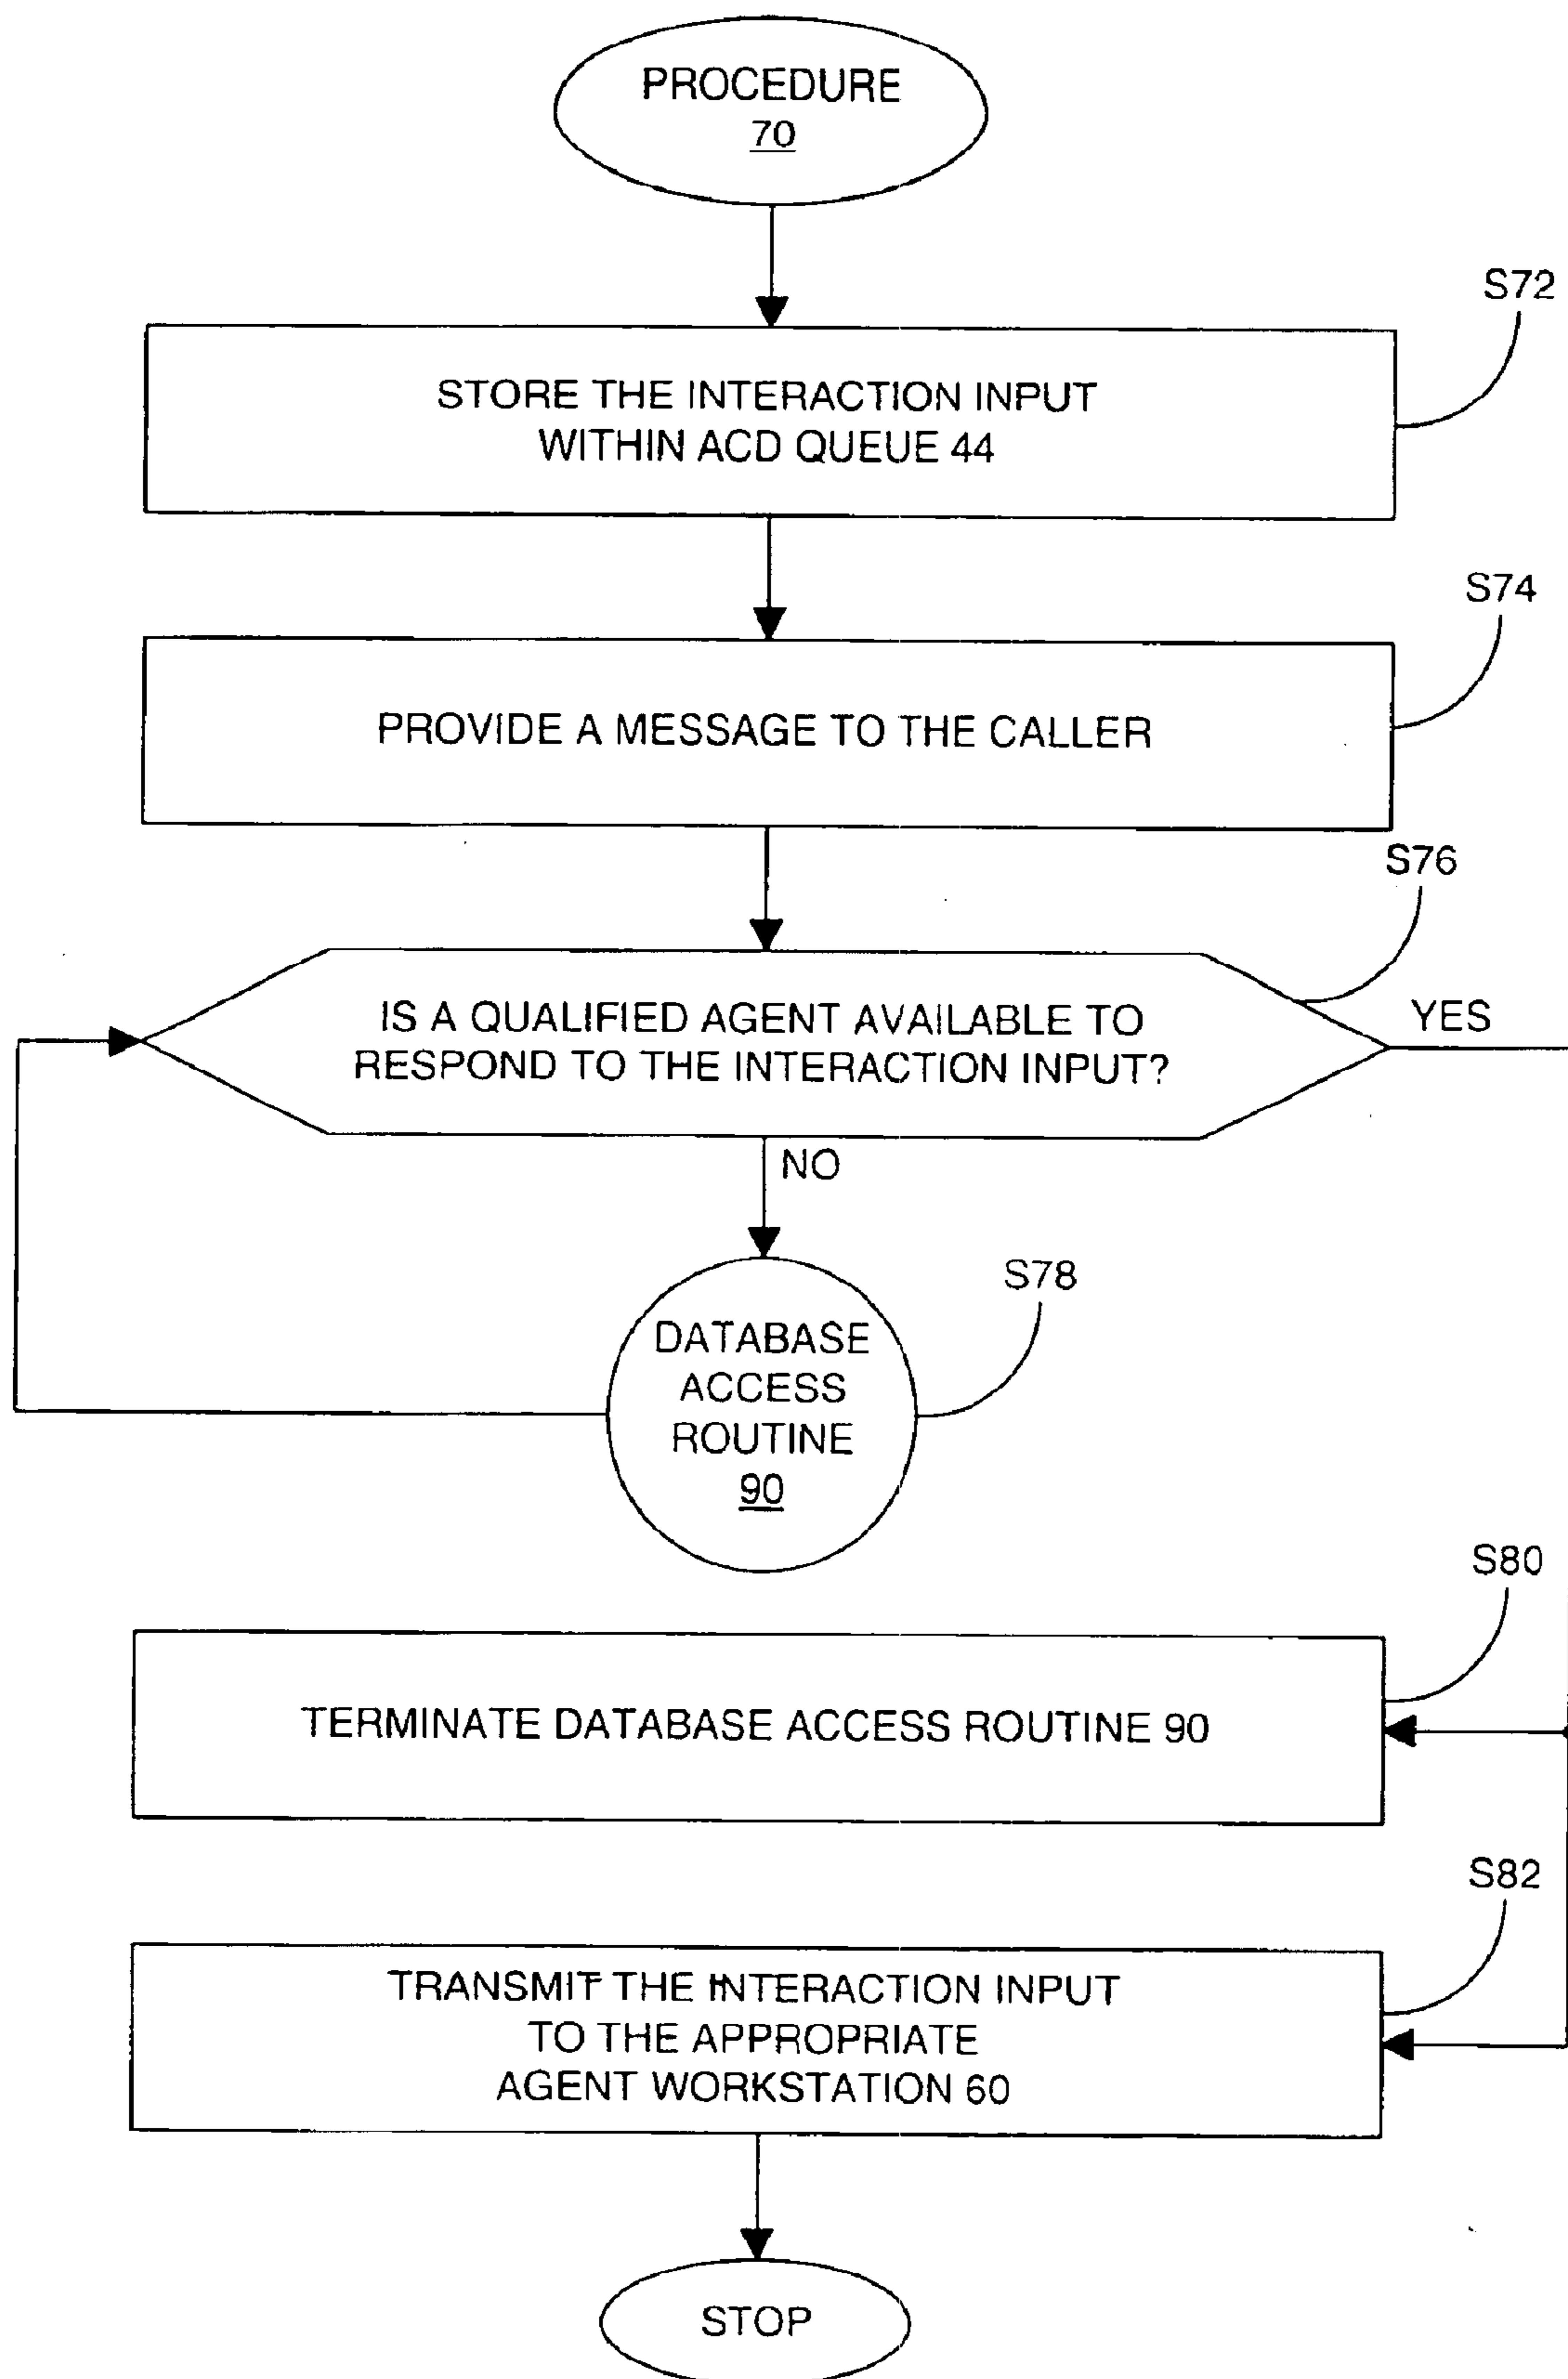 PROCEDURE
70
S72
STORE THE INTERACTION INPUT
WITHIN ACD QUEUE 44
S74
PROVIDE A MESSAGE TO THE CALLER
S76
IS A QUALIFIED AGENT AVAILABLE TO
RESPOND TO THE INTERACTION INPUT?
YES
NO
S78
DATABASE
ACCESS
ROUTINE
90
S80
TERMINATE DATABASE ACCESS ROUTINE 90
S82
TRANSMIT THE INTERACTION INPUT
TO THE APPROPRIATE
AGENT WORKSTATION 60
STOP